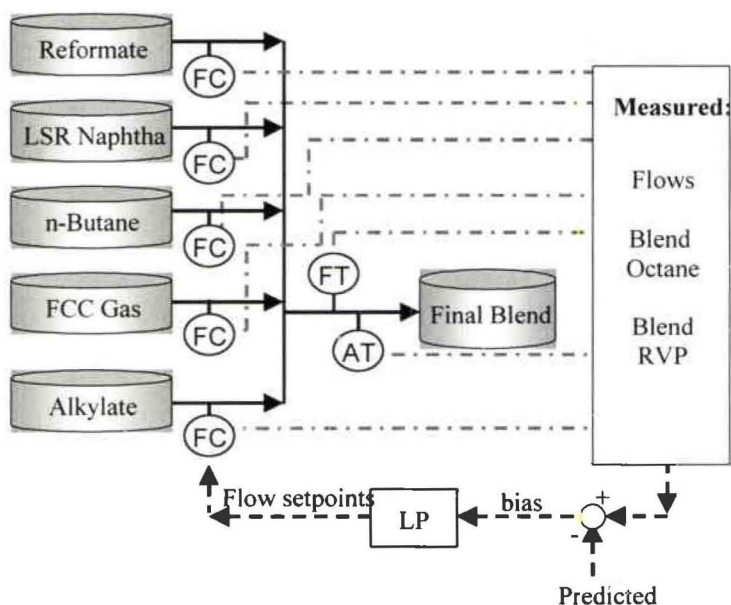 Reformate
FC
Measured:
LSR Naphtha
FC
Flows
n-Butane
FC
Blend
Octane
FT
FCC Gas
FC
Final Blend
Blend
RVP
AT
Alkylate
FC
Flow setpoints
LP
bias
+
-
Predicted